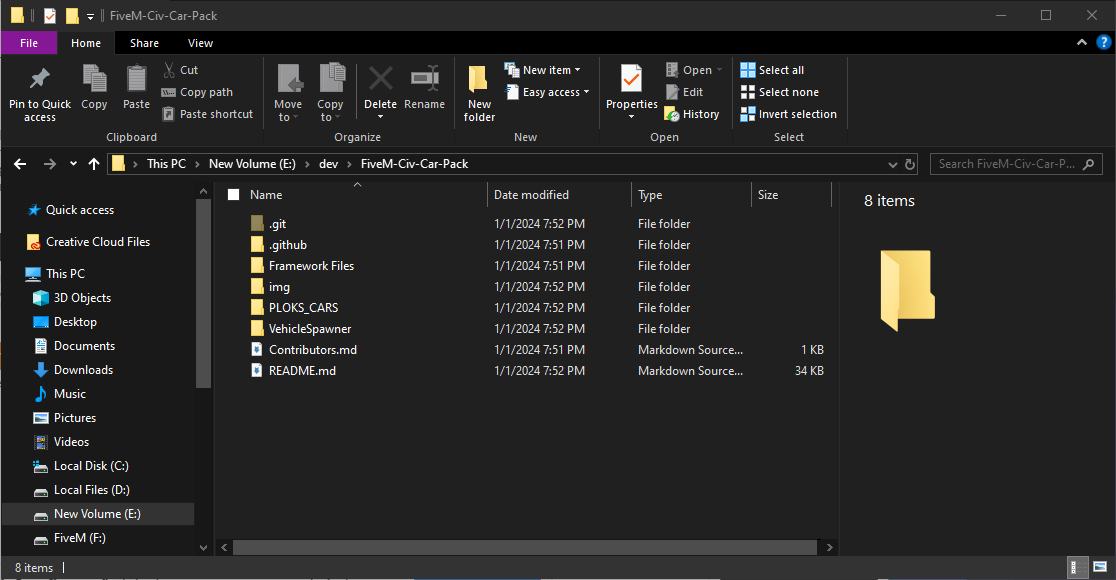 FiveM-Civ-Car-Pack
File Home Share View
Pin to Quick access
Copy
Paste
Cut
Copy path
Paste shortcut
Clipboard
Move to
Copy to
Delete
Rename
Organize
New folder
New item
Easy access
New
Properties
Open
Edit
History
Open
Select all
Select none
Invert selection
Select
This PC > New Volume (E:) > dev > FiveM-Civ-Car-Pack
Search FiveM-Civ-Car-P...
Quick access
Creative Cloud Files
This PC
3D Objects
Desktop
Documents
Downloads
Music
Pictures
Videos
Local Disk (C:)
Local Files (D:)
New Volume (E:)
FiveM (F:)
Name Date modified Type Size
.git 1/1/2024 7:52 PM File folder
.github 1/1/2024 7:51 PM File folder
Framework Files 1/1/2024 7:51 PM File folder
img 1/1/2024 7:52 PM File folder
PLOKS_CARS 1/1/2024 7:52 PM File folder
VehicleSpawner 1/1/2024 7:52 PM File folder
Contributors.md 1/1/2024 7:51 PM Markdown Source... 1 KB
README.md 1/1/2024 7:52 PM Markdown Source... 34 KB
8 items
8 items